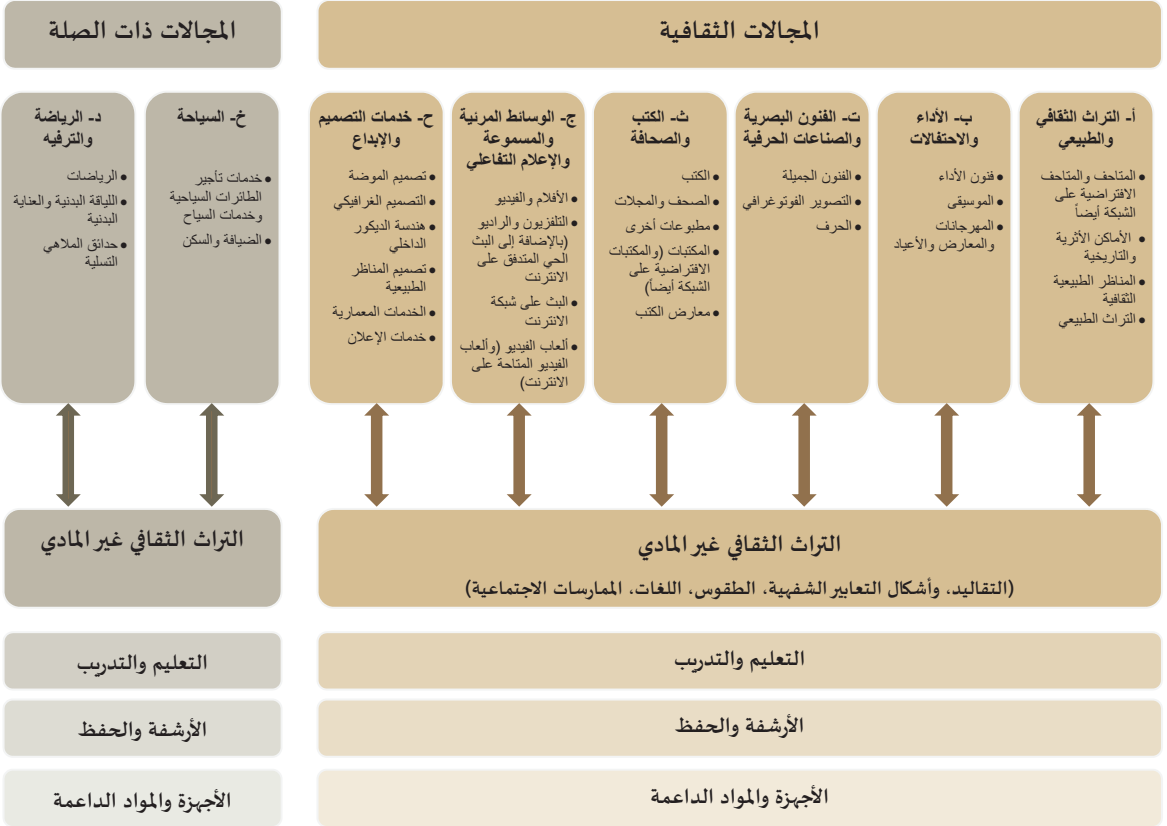 المجالات الثقافية
المجالات ذات الصلة
أ- التراث الثقافي
والطبيعي
• المتاحف والمتاحف
الافتراضية على
الشبكة أيضاً
• الأماكن الأثرية
والتاريخية
• المناظر الطبيعية
الثقافية
• التراث الطبيعي
ب- الأداء
والاحتفالات
• فنون الأداء
• الموسيقى
• المهرجانات
والمعارض والأعياد
ت- الفنون البصرية
والصناعات الحرفية
• الفنون الجميلة
• التصوير الفوتوغرافي
• الحرف
ث- الكتب
والصحافة
• الكتب
• الصحف والمجلات
• مطبوعات أخرى
• المكتبات (والمكتبات
الافتراضية على
الشبكة أيضاً)
• معارض الكتب
ج- الوسائط المرئية
والمسموعة
والإعلام التفاعلي
• الأفلام والفيديو
• التلفزيون والراديو
(بالإضافة إلى البث
الحي المتدفق على
الانترنت
• البث على شبكة
الانترنت
• ألعاب الفيديو (وألعاب
الفيديو المتاحة على
الانترنت)
ح- خدمات التصميم
والإبداع
• تصميم الموضة
• التصميم الغرافيكي
• هندسة الديكور
الداخلي
• تصميم المناظر
الطبيعية
• الخدمات المعمارية
• خدمات الإعلان
خ- السياحة
• خدمات تأجير
الطائرات السياحية
وخدمات السياح
• الضيافة والسكن
د- الرياضة
والترفيه
• الرياضات
• اللياقة البدنية والعناية
البدنية
• حدائق الملاهي
التسلية
التراث الثقافي غير المادي
(التقاليد، وأشكال التعابير الشفهية، الطقوس، اللغات، الممارسات الاجتماعية)
التراث الثقافي غير المادي
التعليم والتدريب
التعليم والتدريب
الأرشفة والحفظ
الأرشفة والحفظ
الأجهزة والمواد الداعمة
الأجهزة والمواد الداعمة